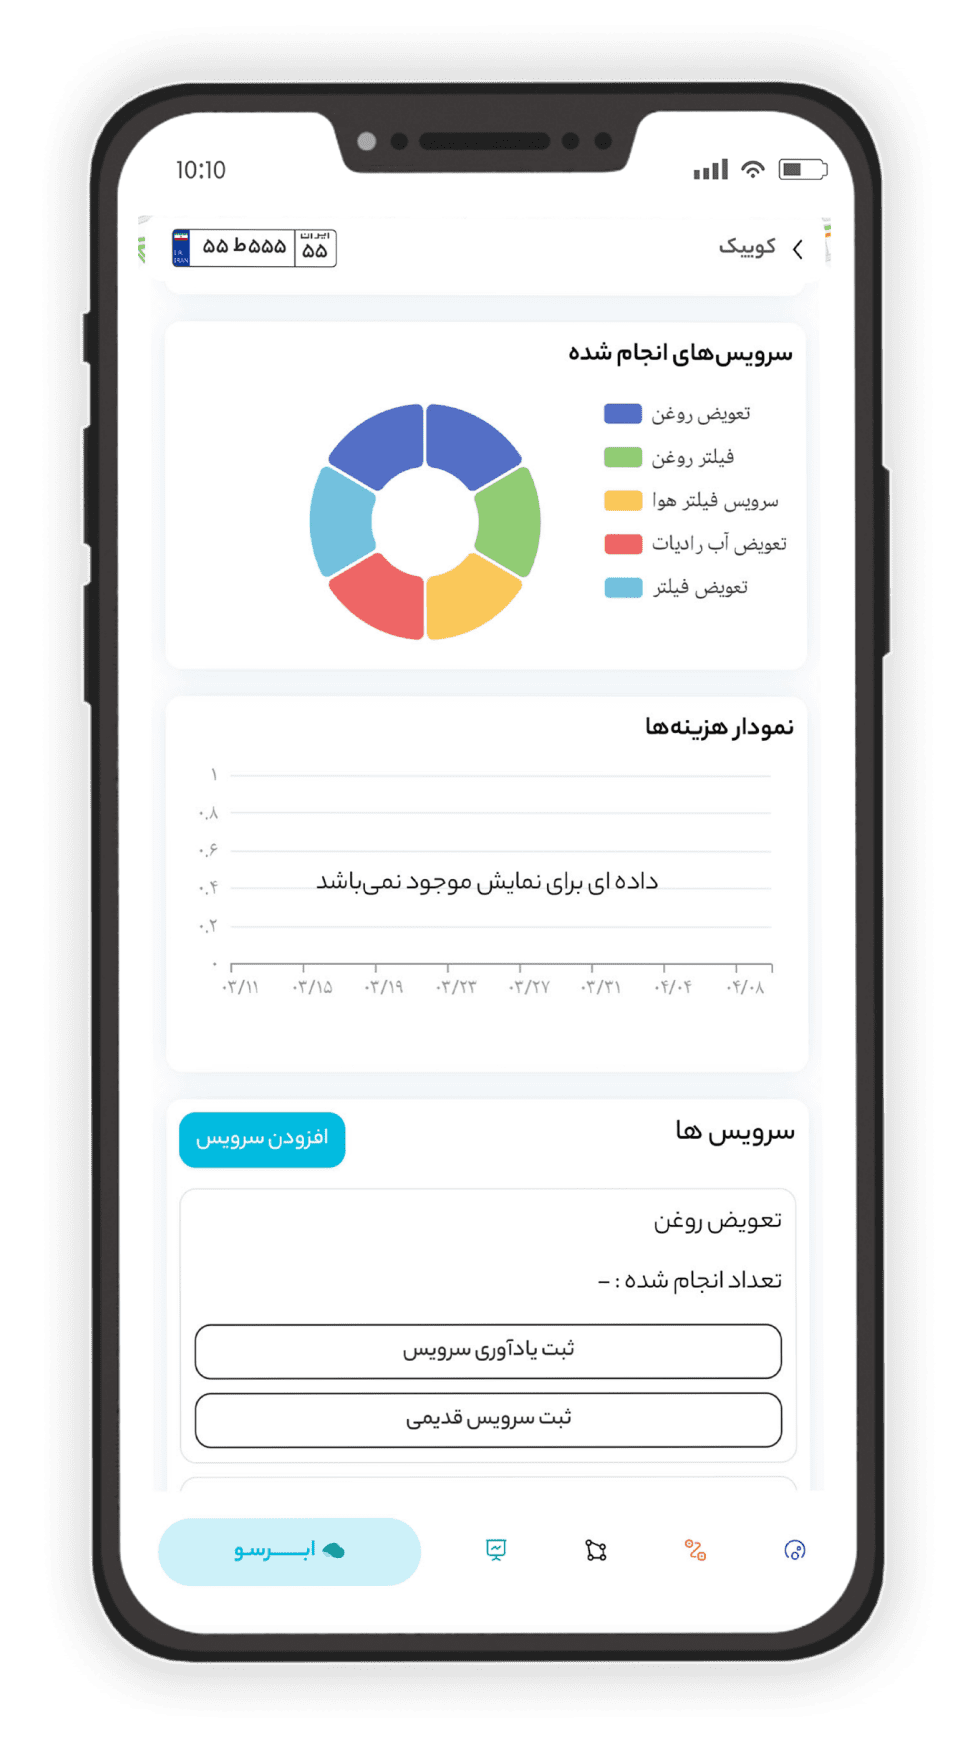 10:10
کوییک
۵۵ ط ۵۵۵
ایران
۵۵
I.R.
IRAN
سرویس‌های انجام شده
تعویض روغن
فیلتر روغن
سرویس فیلتر هوا
تعویض آب رادیات
تعویض فیلتر
نمودار هزینه‌ها
۱
۰.۸
۰.۶
۰.۴
۰.۲
۰
داده ای برای نمایش موجود نمی‌باشد
۰۳/۱۱ ۰۳/۱۵ ۰۳/۱۹ ۰۳/۲۳ ۰۳/۲۷ ۰۳/۳۱ ۰۴/۰۴ ۰۴/۰۸
سرویس ها
افزودن سرویس
تعویض روغن
تعداد انجام شده : -
ثبت یادآوری سرویس
ثبت سرویس قدیمی
ابـــرسو